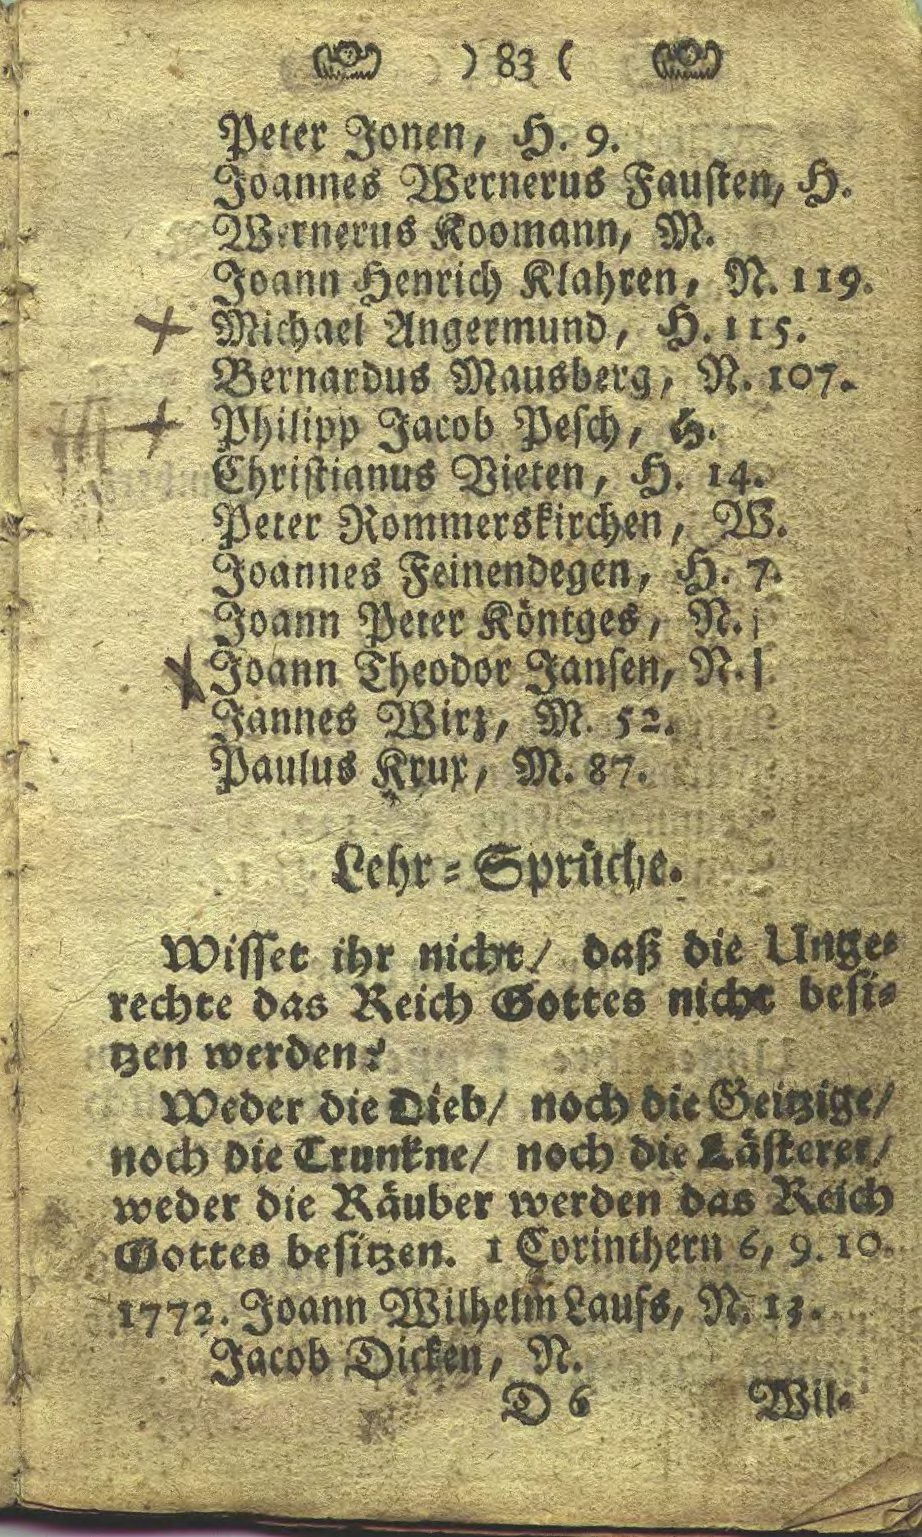 ) 83 (
Peter Jonen, H. 9.
Joannes Wernerus Fausten, H.
Wernerus Koomann, M.
Joann Henrich Klahren, N. 119.
Michael Angermund, H. 115.
Bernardus Mausberg, N. 107.
Philipp Jacob Pesch, H.
Christianus Vieten, H. 14.
Peter Rommerskirchen, W.
Joannes Feinendegen, H. 7.
Joann Peter Köntges, N.
Joann Theodor Jansen, N.
Jannes Wirz, M. 52.
Paulus Krux, M. 87.
Lehr-Sprüche.
Wisset ihr nicht/ daß die Unge-
rechte das Reich Gottes nicht besi-
tzen werden?
Weder die Dieb/ noch die Geitzige/
noch die Trunkne/ noch die Lästerer/
weder die Räuber werden das Reich
Gottes besitzen. 1 Corinthern 6, 9. 10.
1772. Joann Wilhelm Laufs, N. 13.
Jacob Dicken, N.
D 6 Wil-